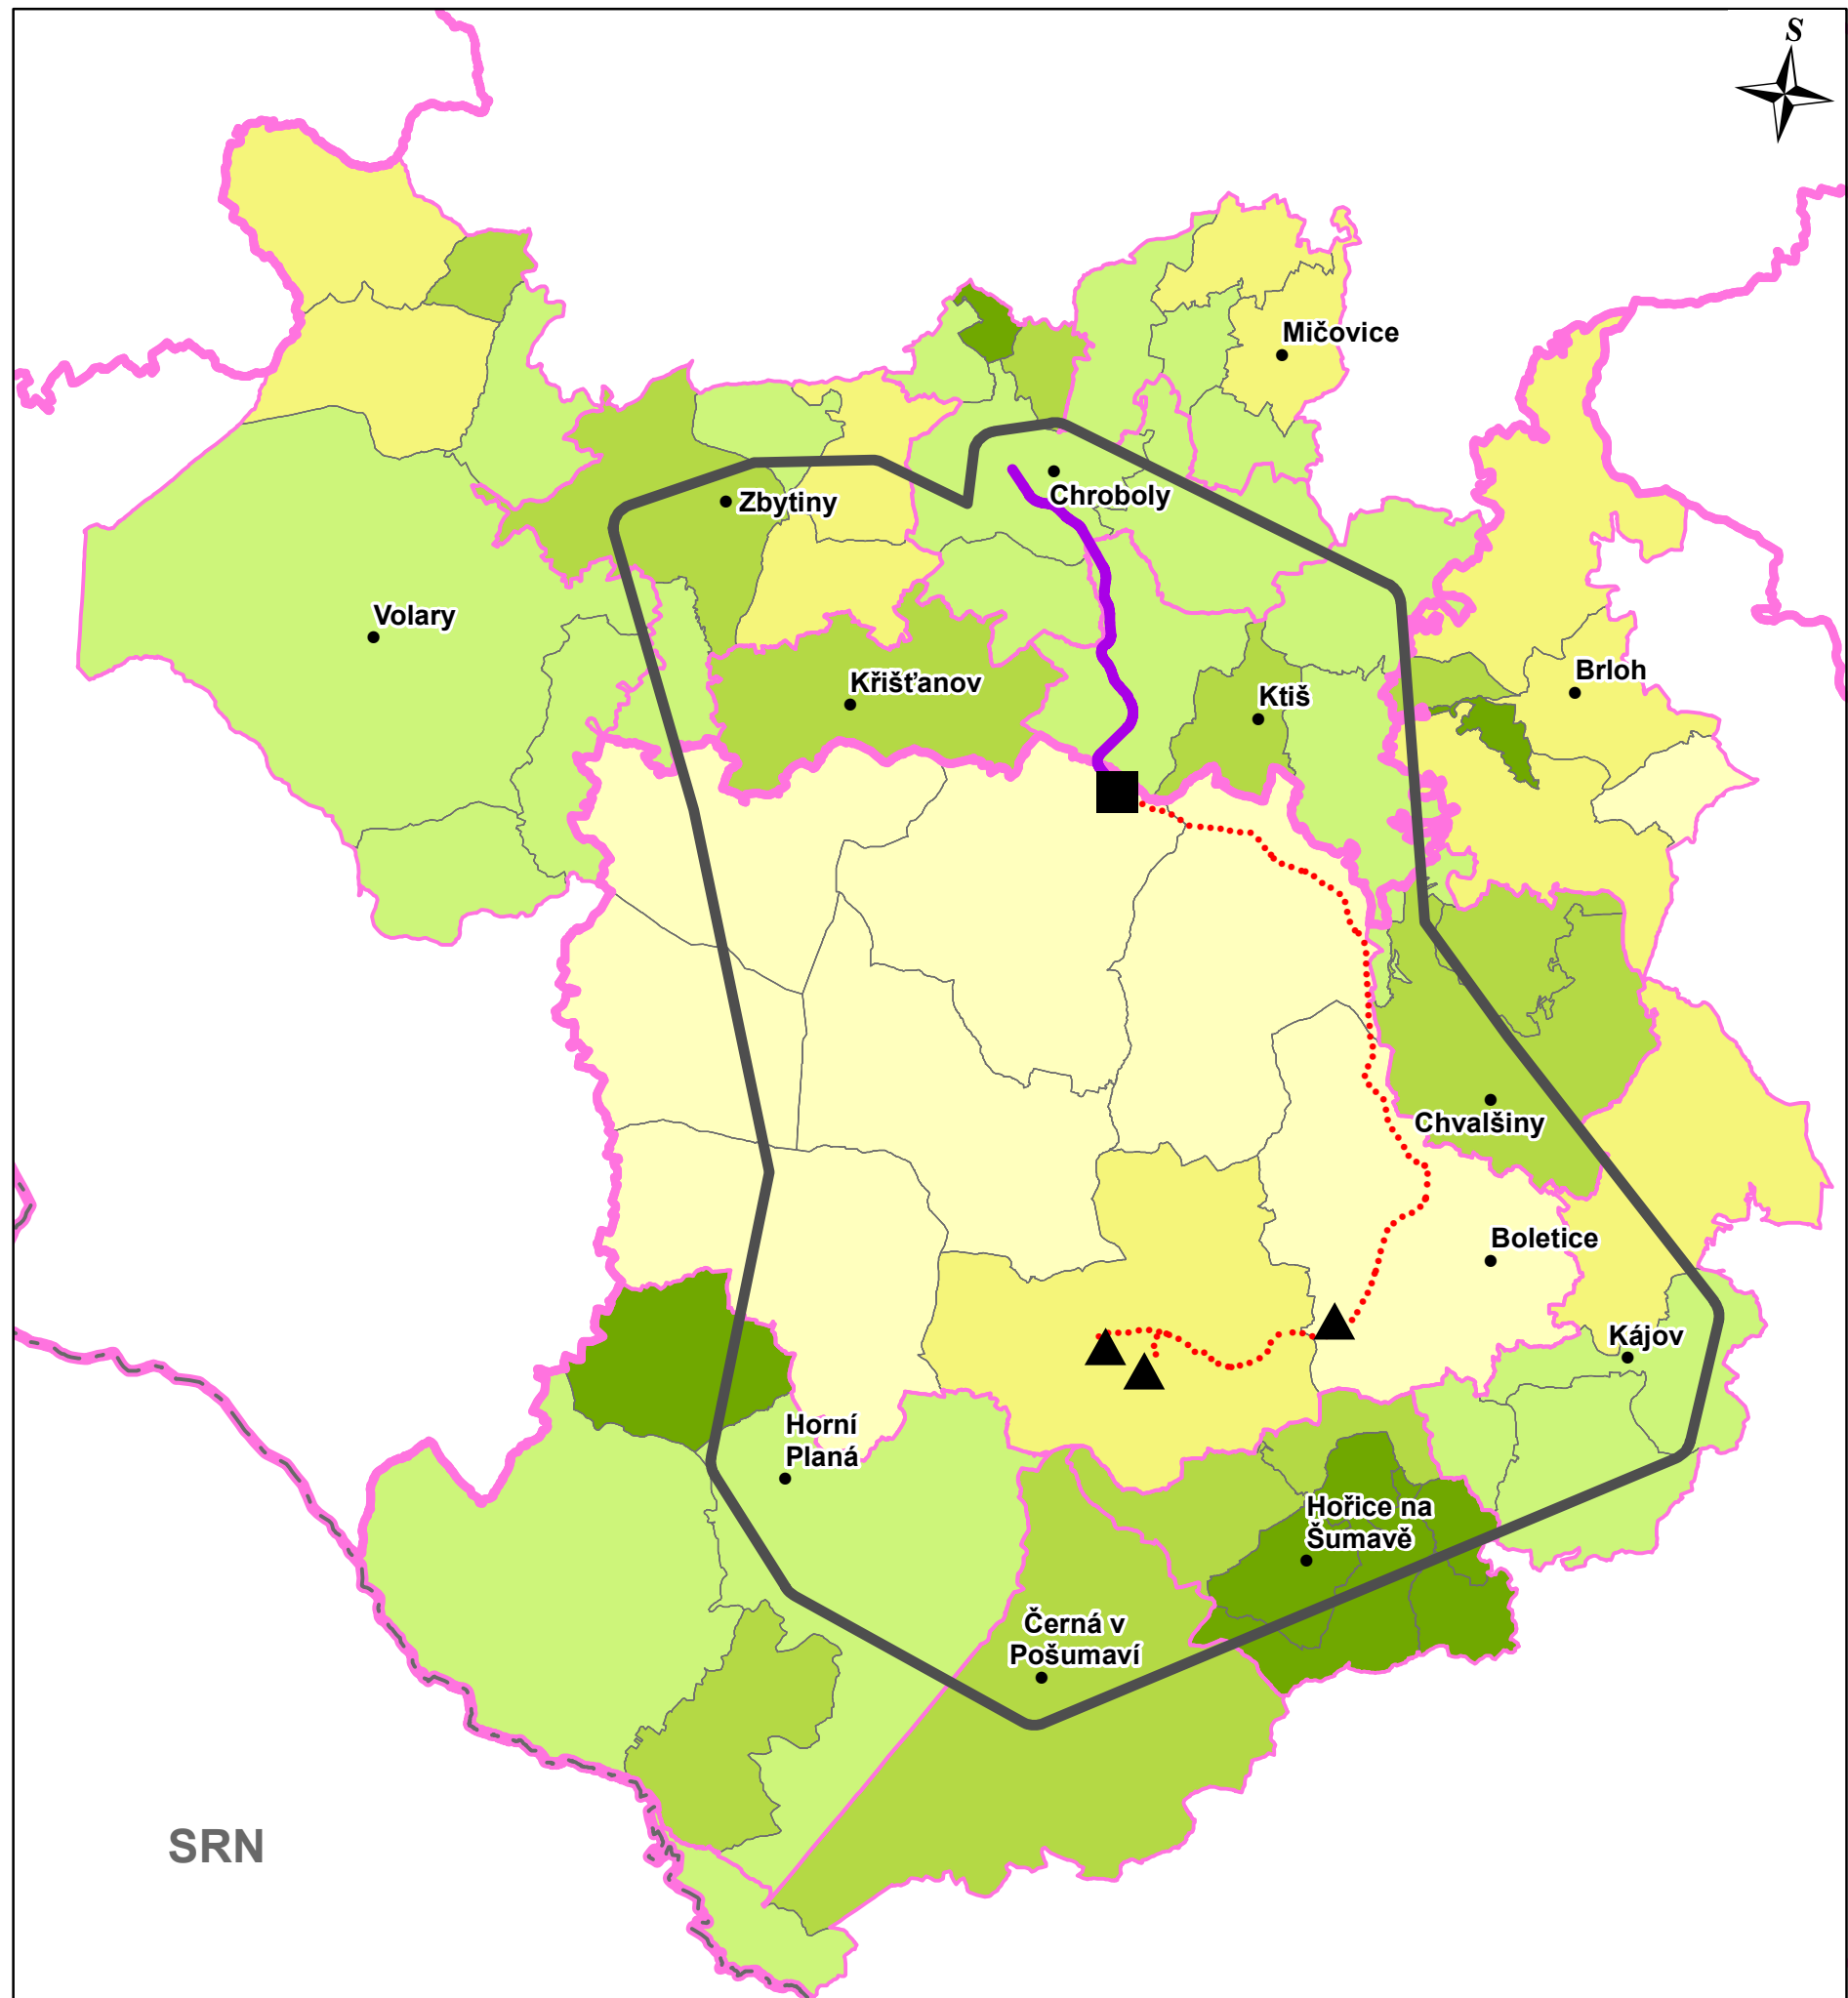 S
Mičovice
Chroboly
Zbytiny
Volary
Brloh
Křišťanov
Ktiš
Chvalšiny
Boletice
Kájov
Horní
Planá
Hořice na
Šumavě
Černá v
Pošumaví
SRN